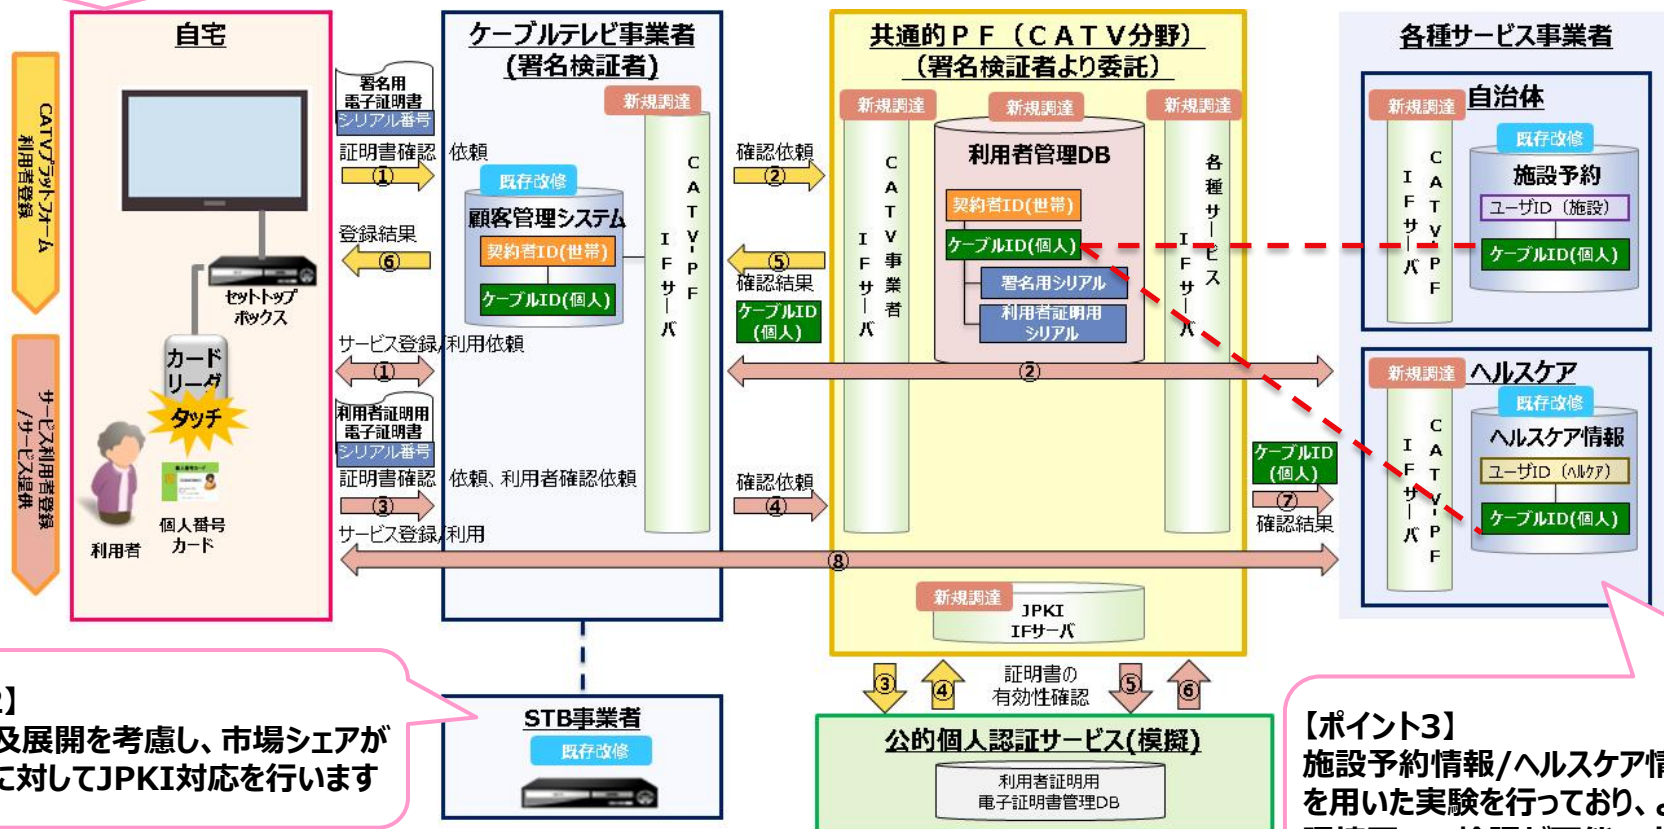 自宅
ケーブルテレビ事業者
(署名検証者)
共通的ＰＦ（ＣＡＴＶ分野）
（署名検証者より委託）
各種サービス事業者
CATVプラットフォーム
利用者登録
サービス利用者登録
/サービス提供
セットトップ
ボックス
カード
リーダ
タッチ
利用者
個人番号
カード
署名用
電子証明書
シリアル番号
証明書確認 依頼
①
登録結果
⑥
サービス登録/利用依頼
①
利用者証明用
電子証明書
シリアル番号
証明書確認 依頼、利用者確認依頼
③
サービス登録/利用
⑧
新規調達
CATV-PF
IFサーバ
既存改修
顧客管理システム
契約者ID(世帯)
ケーブルID(個人)
確認依頼
②
⑤
確認結果
ケーブルID
(個人)
②
確認依頼
④
新規調達
CATV事業者
IFサーバ
新規調達
利用者管理DB
契約者ID(世帯)
ケーブルID(個人)
署名用シリアル
利用者証明用
シリアル
新規調達
各種サービス
IFサーバ
新規調達
JPKI
IFサーバ
ケーブルID
(個人)
⑦
確認結果
自治体
新規調達
CATV-PF
IFサーバ
既存改修
施設予約
ユーザID（施設）
ケーブルID(個人)
ヘルスケア
新規調達
CATV-PF
IFサーバ
既存改修
ヘルスケア情報
ユーザID（ヘルケア）
ケーブルID(個人)
③
④
証明書の
有効性確認
⑤
⑥
STB事業者
既存改修
公的個人認証サービス(模擬)
利用者証明用
電子証明書管理DB
2】
及展開を考慮し、市場シェアが
に対してJPKI対応を行います
【ポイント3】
施設予約情報/ヘルスケア情
を用いた実験を行っており、よ